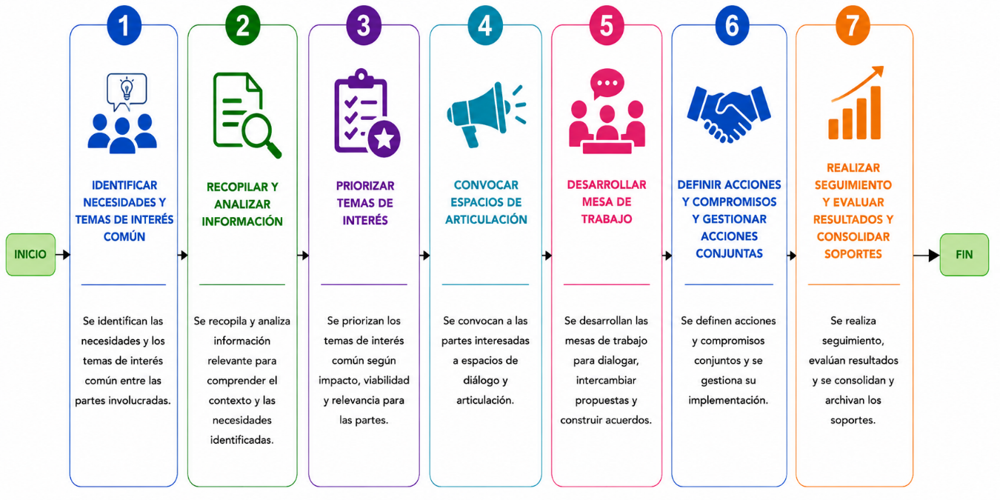 INICIO
1
IDENTIFICAR
NECESIDADES Y
TEMAS DE INTERÉS
COMÚN
Se identifican las
necesidades y los
temas de interés
común entre las
partes involucradas.
2
RECOPILAR Y
ANALIZAR
INFORMACIÓN
Se recopila y analiza
información
relevante para
comprender el
contexto y las
necesidades
identificadas.
3
PRIORIZAR
TEMAS DE
INTERÉS
Se priorizan los
temas de interés
común según
impacto, viabilidad
y relevancia para
las partes.
4
CONVOCAR
ESPACIOS DE
ARTICULACIÓN
Se convocan a las
partes interesadas
a espacios de
diálogo y
articulación.
5
DESARROLLAR
MESA DE
TRABAJO
Se desarrollan las
mesas de trabajo
para dialogar,
intercambiar
propuestas y
construir acuerdos.
6
DEFINIR ACCIONES
Y COMPROMISOS
Y GESTIONAR
ACCIONES
CONJUNTAS
Se definen acciones
y compromisos
conjuntos y se
gestiona su
implementación.
7
REALIZAR
SEGUIMIENTO
Y EVALUAR
RESULTADOS Y
CONSOLIDAR
SOPORTES
Se realiza
seguimiento,
evalúan resultados
y se consolidan y
archivan los
soportes.
FIN